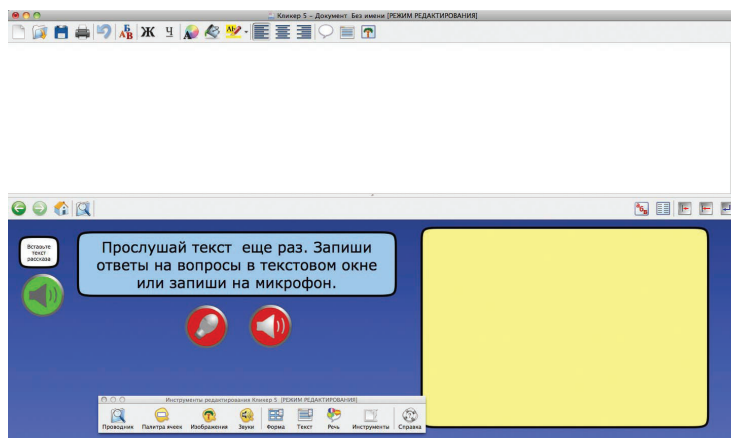 Кликер 5 - Документ Без имени [РЕЖИМ РЕДАКТИРОВАНИЯ]
Ж Ч
Вставьте
текст
рассказа
Прослушай текст еще раз. Запиши
ответы на вопросы в текстовом окне
или запиши на микрофон.
Инструменты редактирования Кликер 5 [РЕЖИМ РЕДАКТИРОВАНИЯ]
Проводник Палитра ячеек Изображения Звуки Форма Текст Речь Инструменты Справка